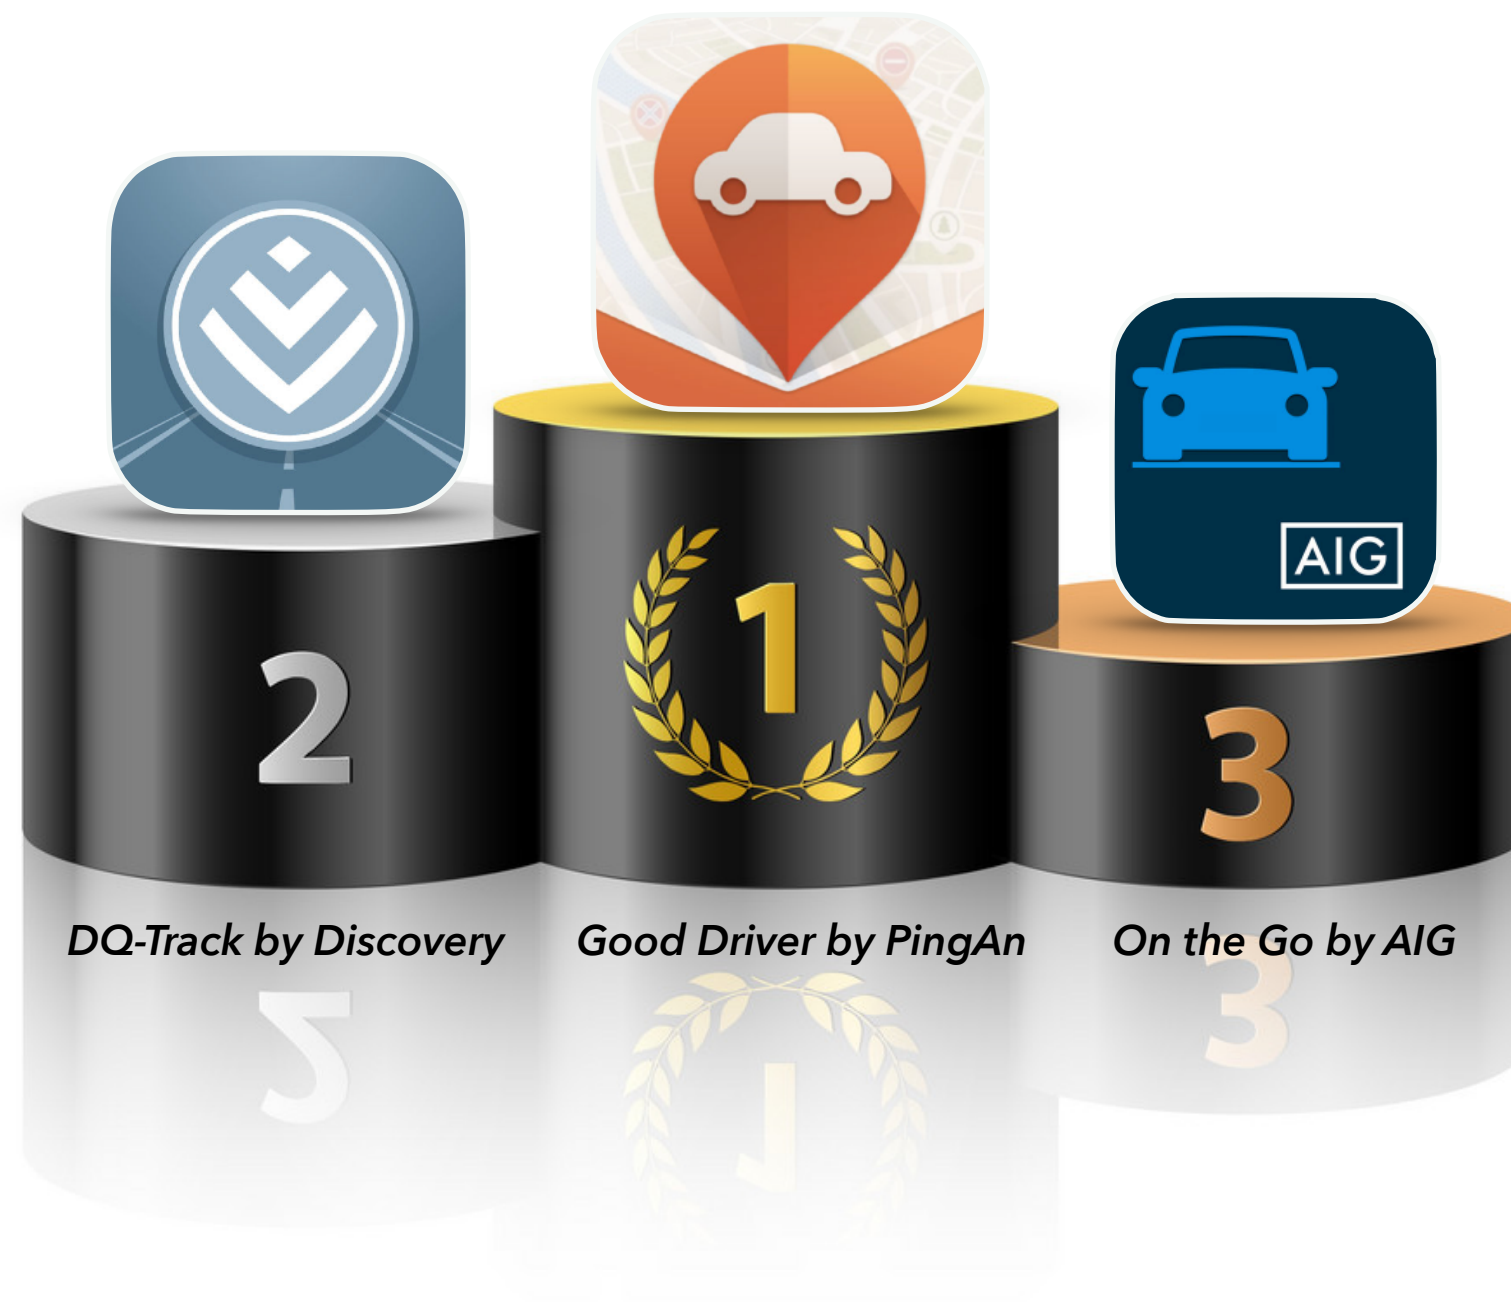 1
2
AIG
3
DQ-Track by Discovery
Good Driver by PingAn
On the Go by AIG